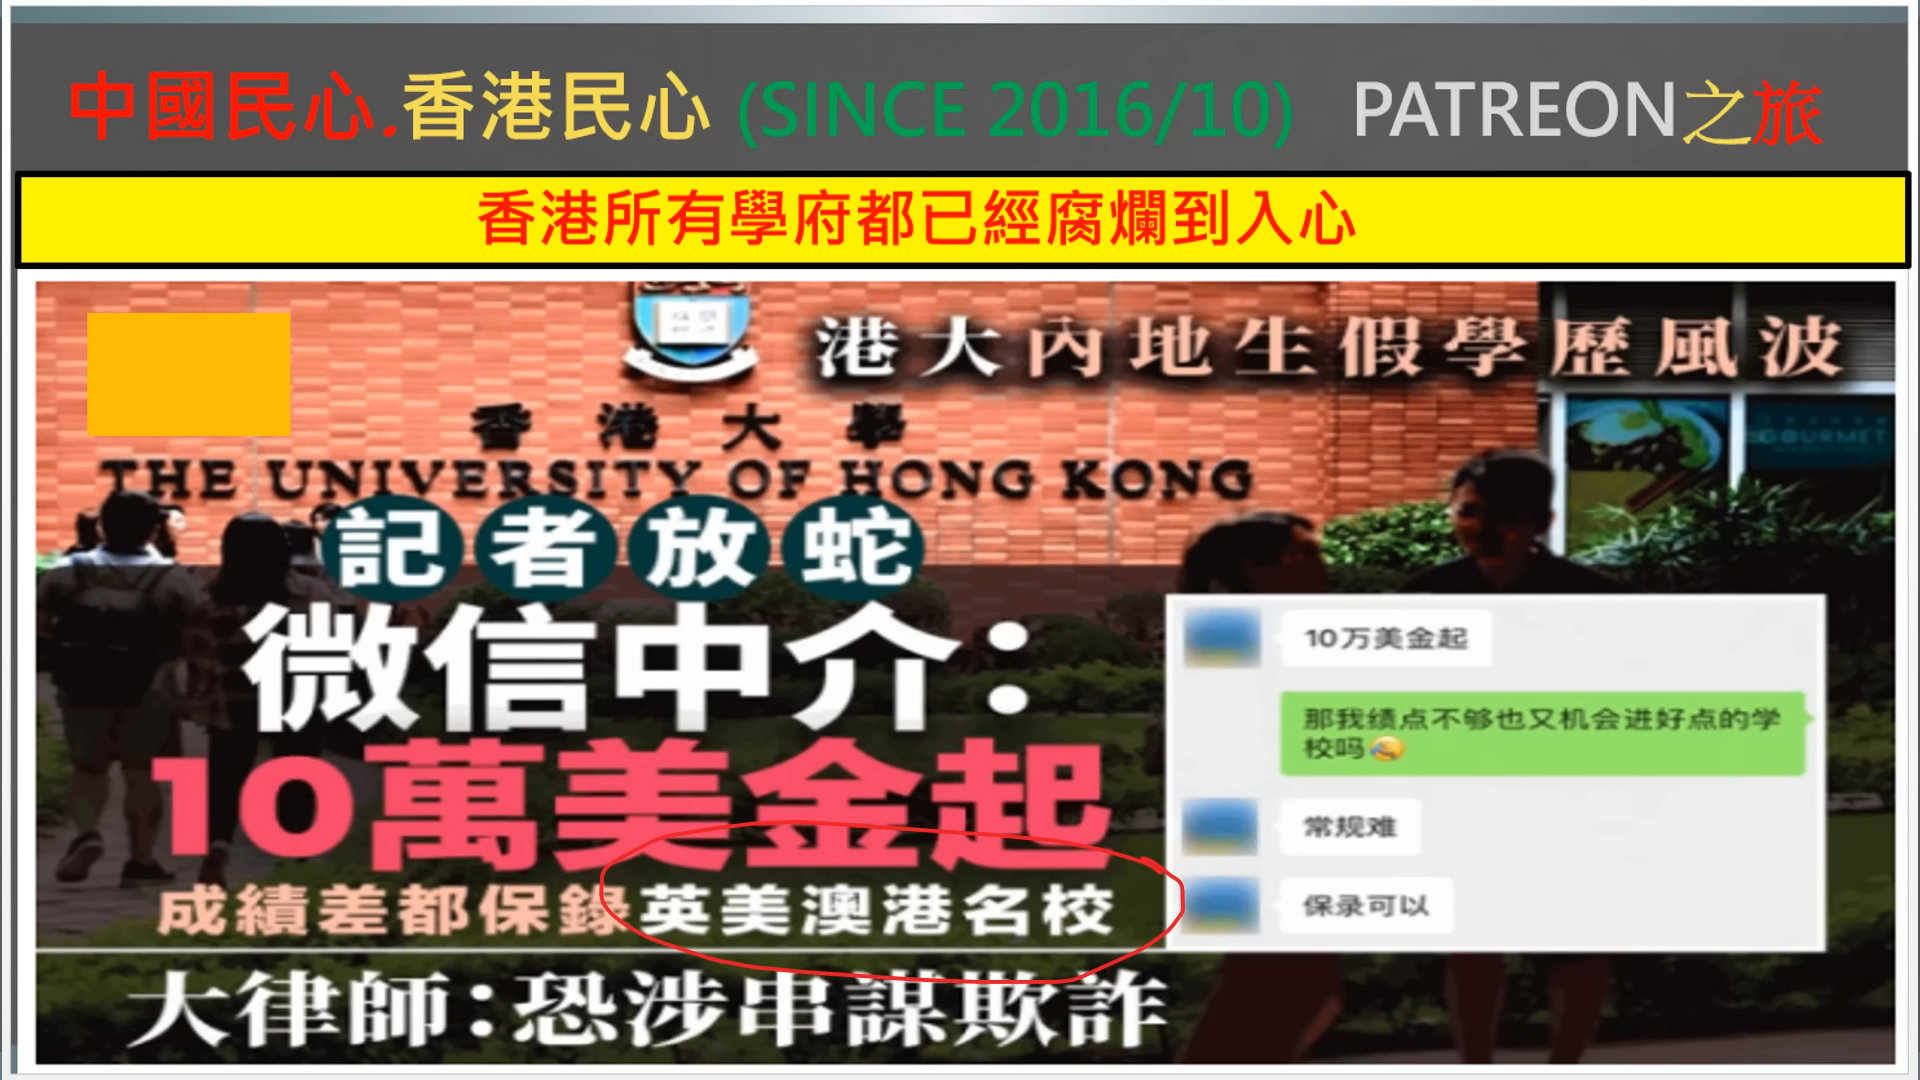 中國民心.香港民心 (SINCE 2016/10) PATREON之旅
香港所有學府都已經腐爛到入心
港大內地生假學歷風波
香港大學
THE UNIVERSITY OF HONG KONG
GOURMET
記者放蛇
微信中介：
10萬美金起
成績差都保錄英美澳港名校
大律師：恐涉串謀欺詐
10万美金起
那我绩点不够也又机会进好点的学
校吗
常规难
保录可以